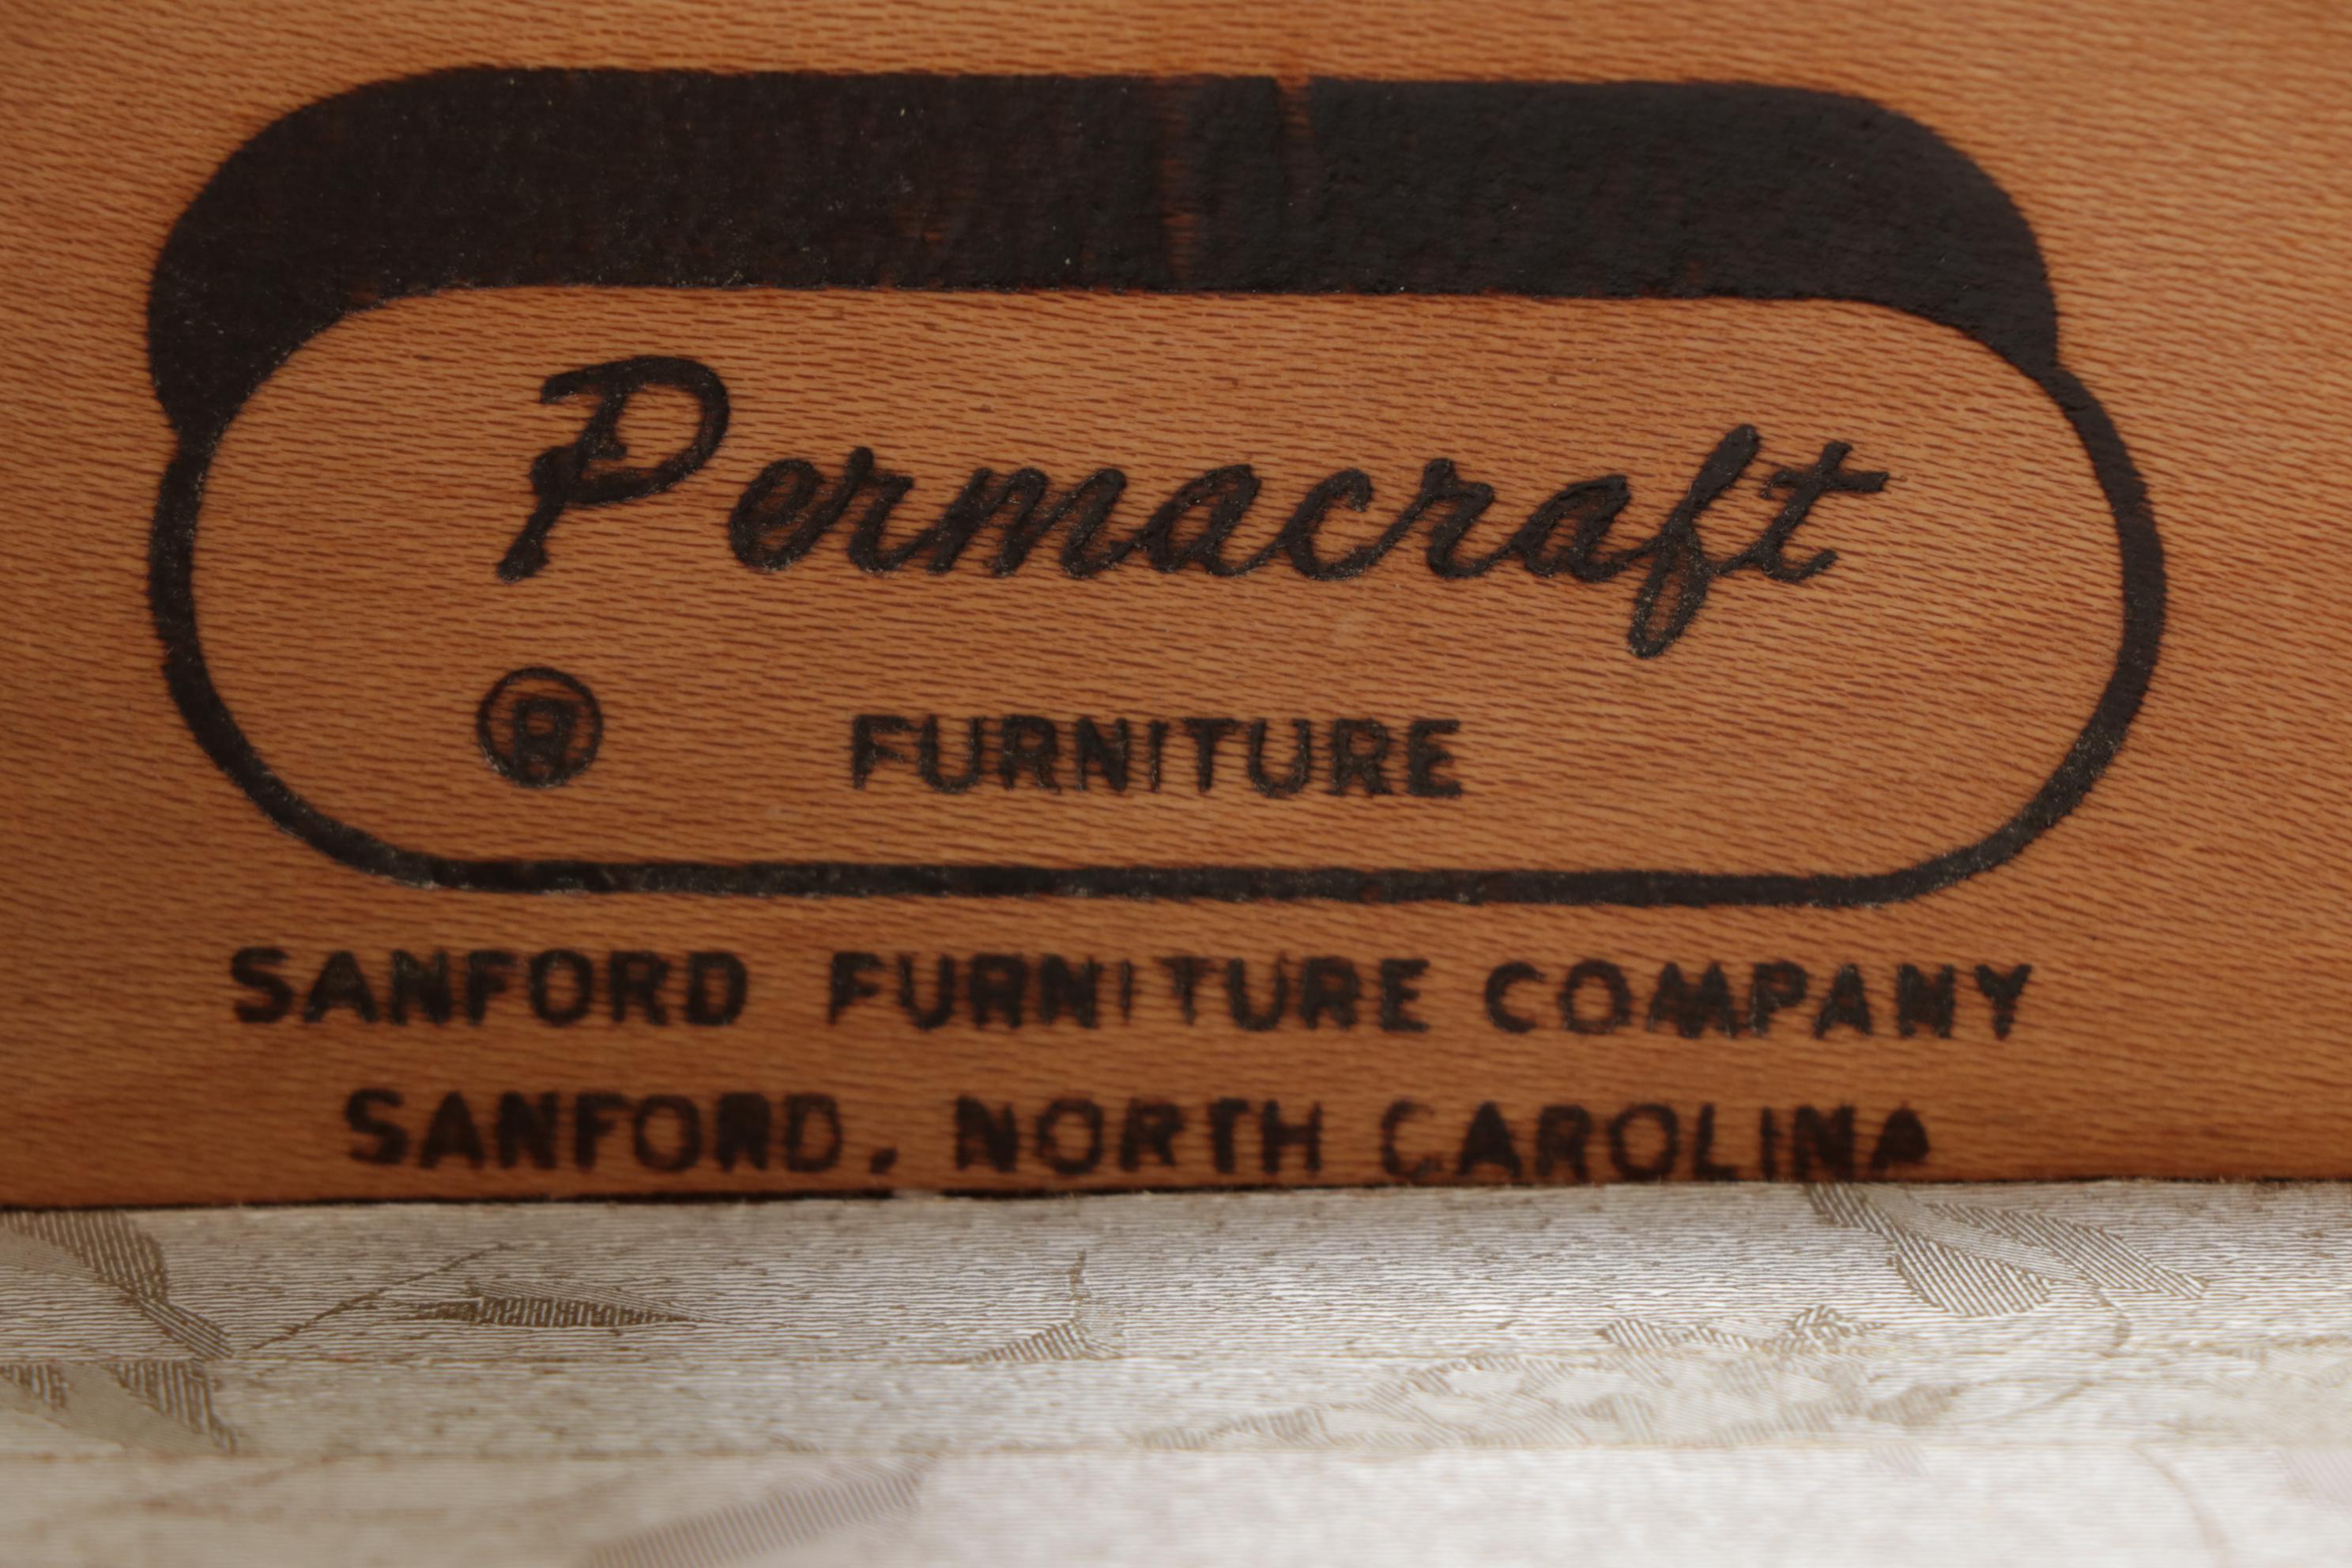 Permacraft
® FURNITURE
SANFORD FURNITURE COMPANY
SANFORD, NORTH CAROLINA